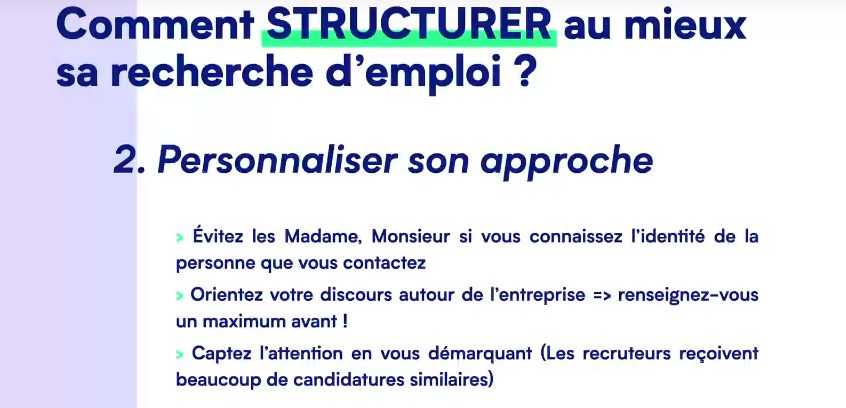 Comment STRUCTURER au mieux
sa recherche d’emploi ?
2. Personnaliser son approche
> Évitez les Madame, Monsieur si vous connaissez l’identité de la
personne que vous contactez
> Orientez votre discours autour de l’entreprise => renseignez-vous
un maximum avant !
> Captez l’attention en vous démarquant (Les recruteurs reçoivent
beaucoup de candidatures similaires)